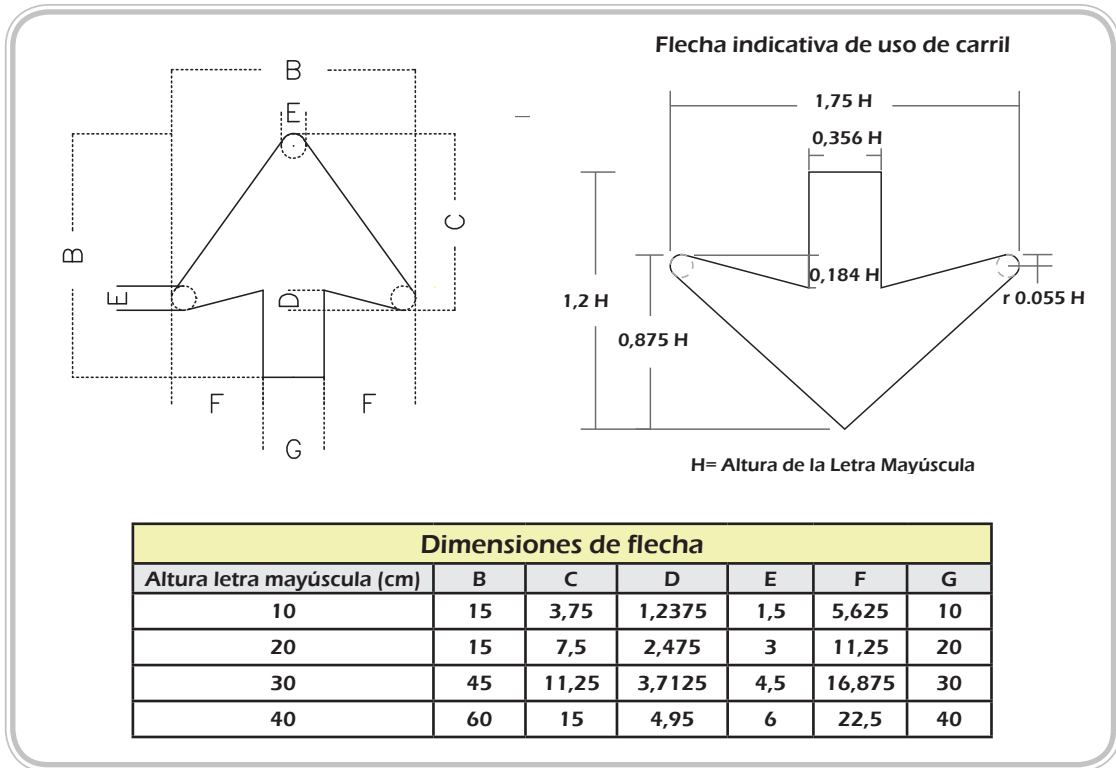 Flecha indicativa de uso de carril
B
E
B
C
E
D
F
F
G
1,75 H
0,356 H
0,184 H
1,2 H
r 0.055 H
0,875 H
H= Altura de la Letra Mayúscula
Dimensiones de flecha
Altura letra mayúscula (cm) B C D E F G
10 15 3,75 1,2375 1,5 5,625 10
20 15 7,5 2,475 3 11,25 20
30 45 11,25 3,7125 4,5 16,875 30
40 60 15 4,95 6 22,5 40